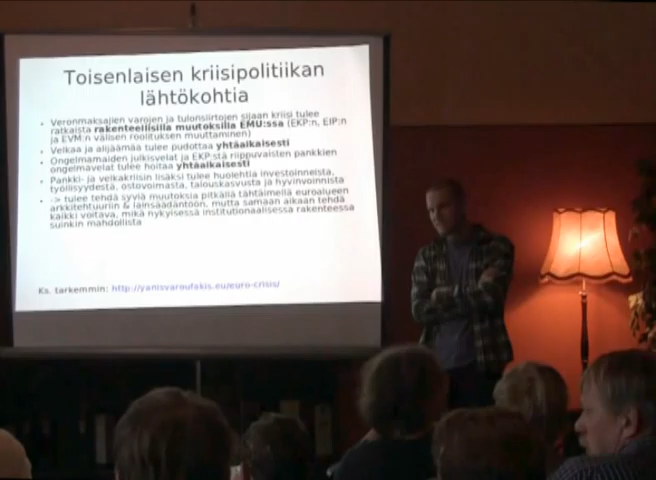 Toisenlaisen kriisipolitiikan
lähtökohtia
• Veronmaksajien varojen ja tulonsiirtojen sijaan kriisi tulee
ratkaista rakenteellisilla muutoksilla EMU:ssa (EKP:n, EIP:n
ja EVM:n välisen roolituksen muuttaminen)
• Velkaa ja alijäämää tulee pudottaa yhtäaikaisesti
• Ongelmamaiden julkisvelat ja EKP:stä riippuvaisten pankkien
ongelmavelat tulee hoitaa yhtäaikaisesti
• Pankki- ja velkakriisin lisäksi tulee huolehtia investoinneista,
työllisyydestä, ostovoimasta, talouskasvusta ja hyvinvoinnista
• -> tulee tehdä syviä muutoksia pitkällä tähtäimellä euroalueen
arkkitehtuuriin & lainsäädäntöön, mutta samaan aikaan tehdä
kaikki voitava, mikä nykyisessä institutionaalisessa rakenteessa
suinkin mahdollista
Ks. tarkemmin: http://yanisvaroufakis.eu/euro-crisis/